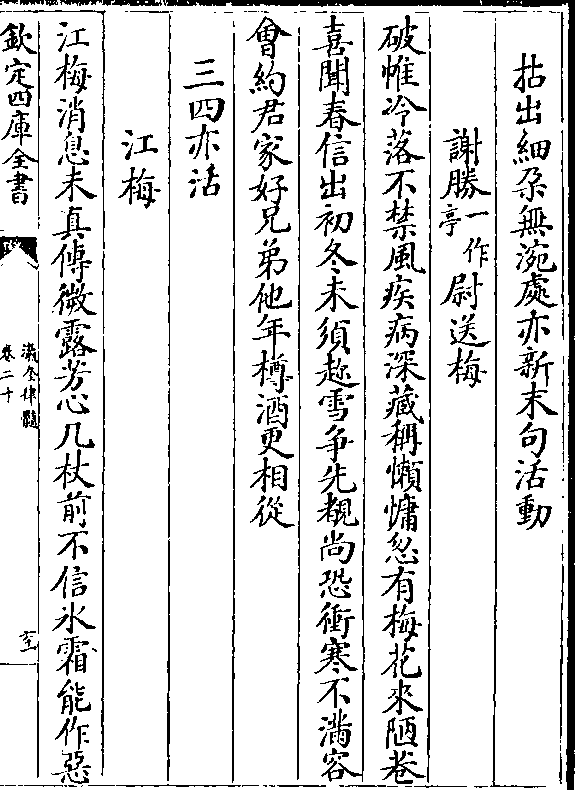 拈出細朶無𣺌處亦新末句活動
謝勝一作亭尉送梅
破帷冷落不禁風疾病深藏稱懶慵忽有梅花來陋巷
喜聞春信出初冬未須趂雪爭先覩尚恐衝寒不滿容
㑹約君家好兄弟他年樽酒更相從
三四亦活
江梅
江梅消息未真傳微露芳心几杖前不信氷霜能作惡
欽定四庫全書
瀛奎律髓
卷二十